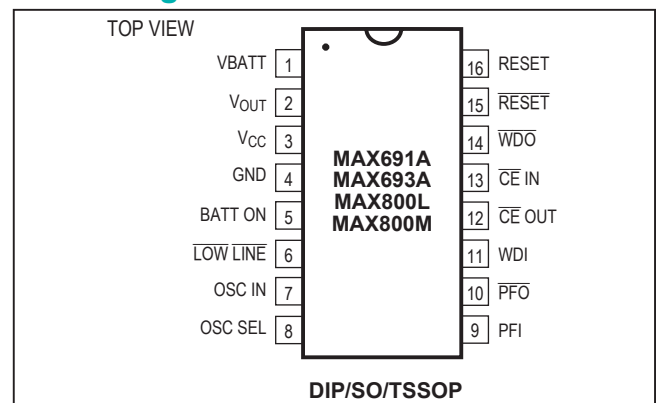 TOP VIEW
VBATT 1
VOUT 2
VCC 3
GND 4
BATT ON 5
LOW LINE 6
OSC IN 7
OSC SEL 8
MAX691A
MAX693A
MAX800L
MAX800M
16 RESET
15 RESET
14 WDO
13 CE IN
12 CE OUT
11 WDI
10 PFO
9 PFI
DIP/SO/TSSOP